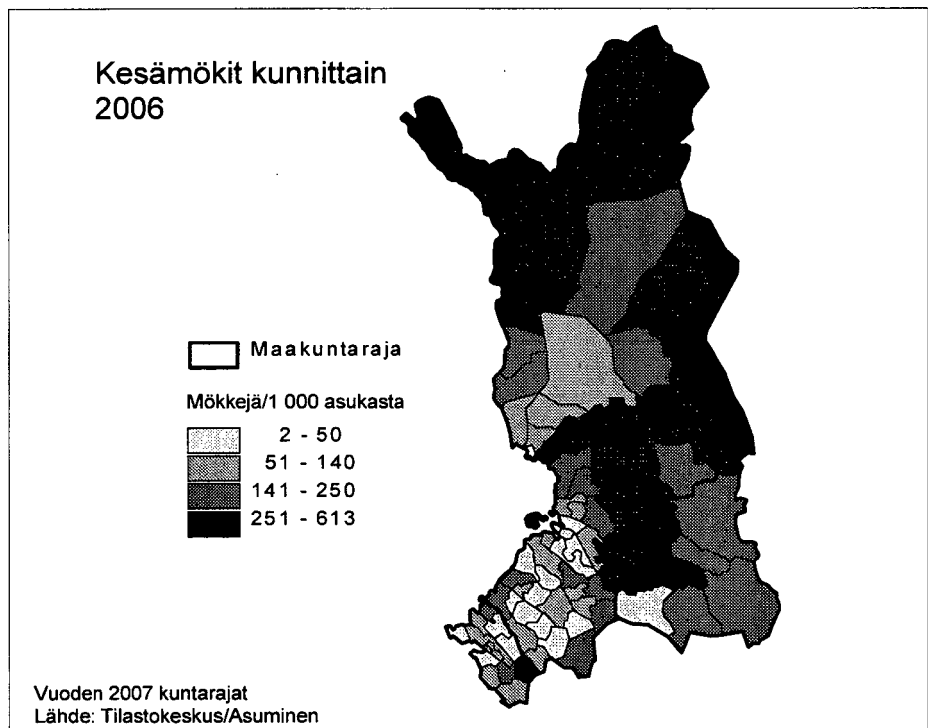 Kesämökit kunnittain
2006
Maakuntaraja
Mökkejä/1 000 asukasta
2 - 50
51 - 140
141 - 250
251 - 613
Vuoden 2007 kuntarajat
Lähde: Tilastokeskus/Asuminen